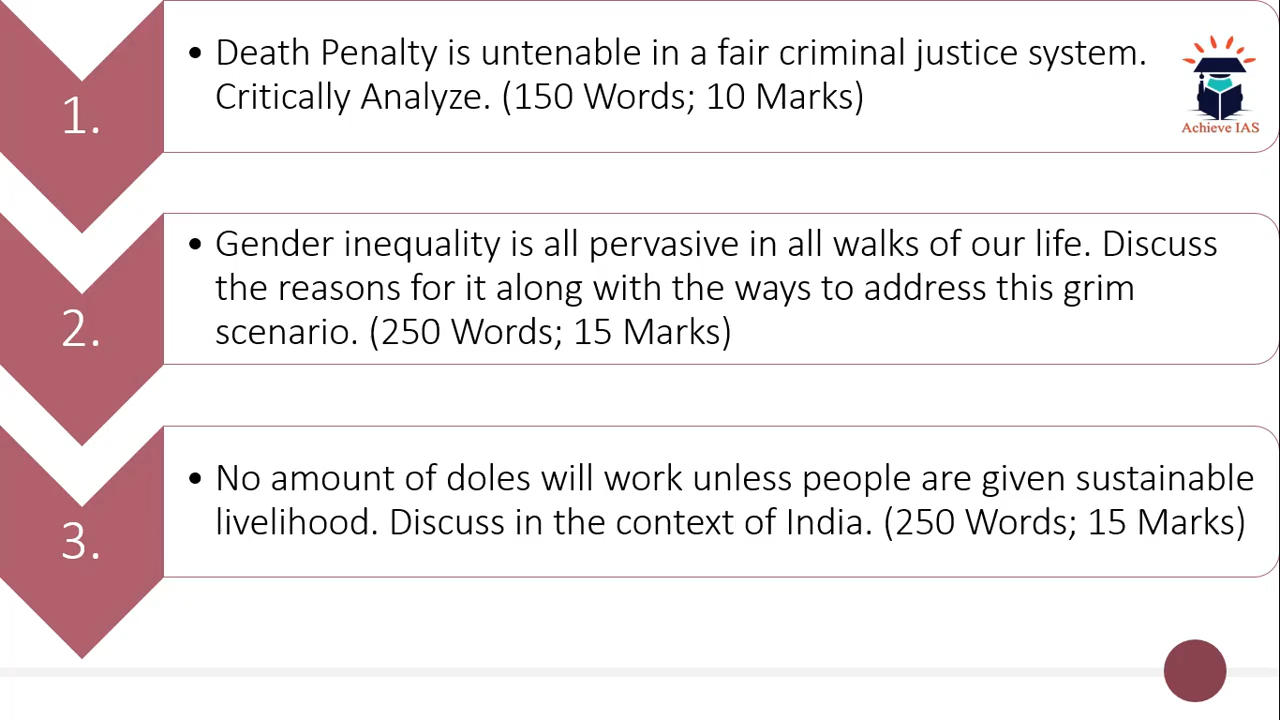 1.
• Death Penalty is untenable in a fair criminal justice system.
Critically Analyze. (150 Words; 10 Marks)
Achieve IAS
2.
• Gender inequality is all pervasive in all walks of our life. Discuss
the reasons for it along with the ways to address this grim
scenario. (250 Words; 15 Marks)
3.
• No amount of doles will work unless people are given sustainable
livelihood. Discuss in the context of India. (250 Words; 15 Marks)